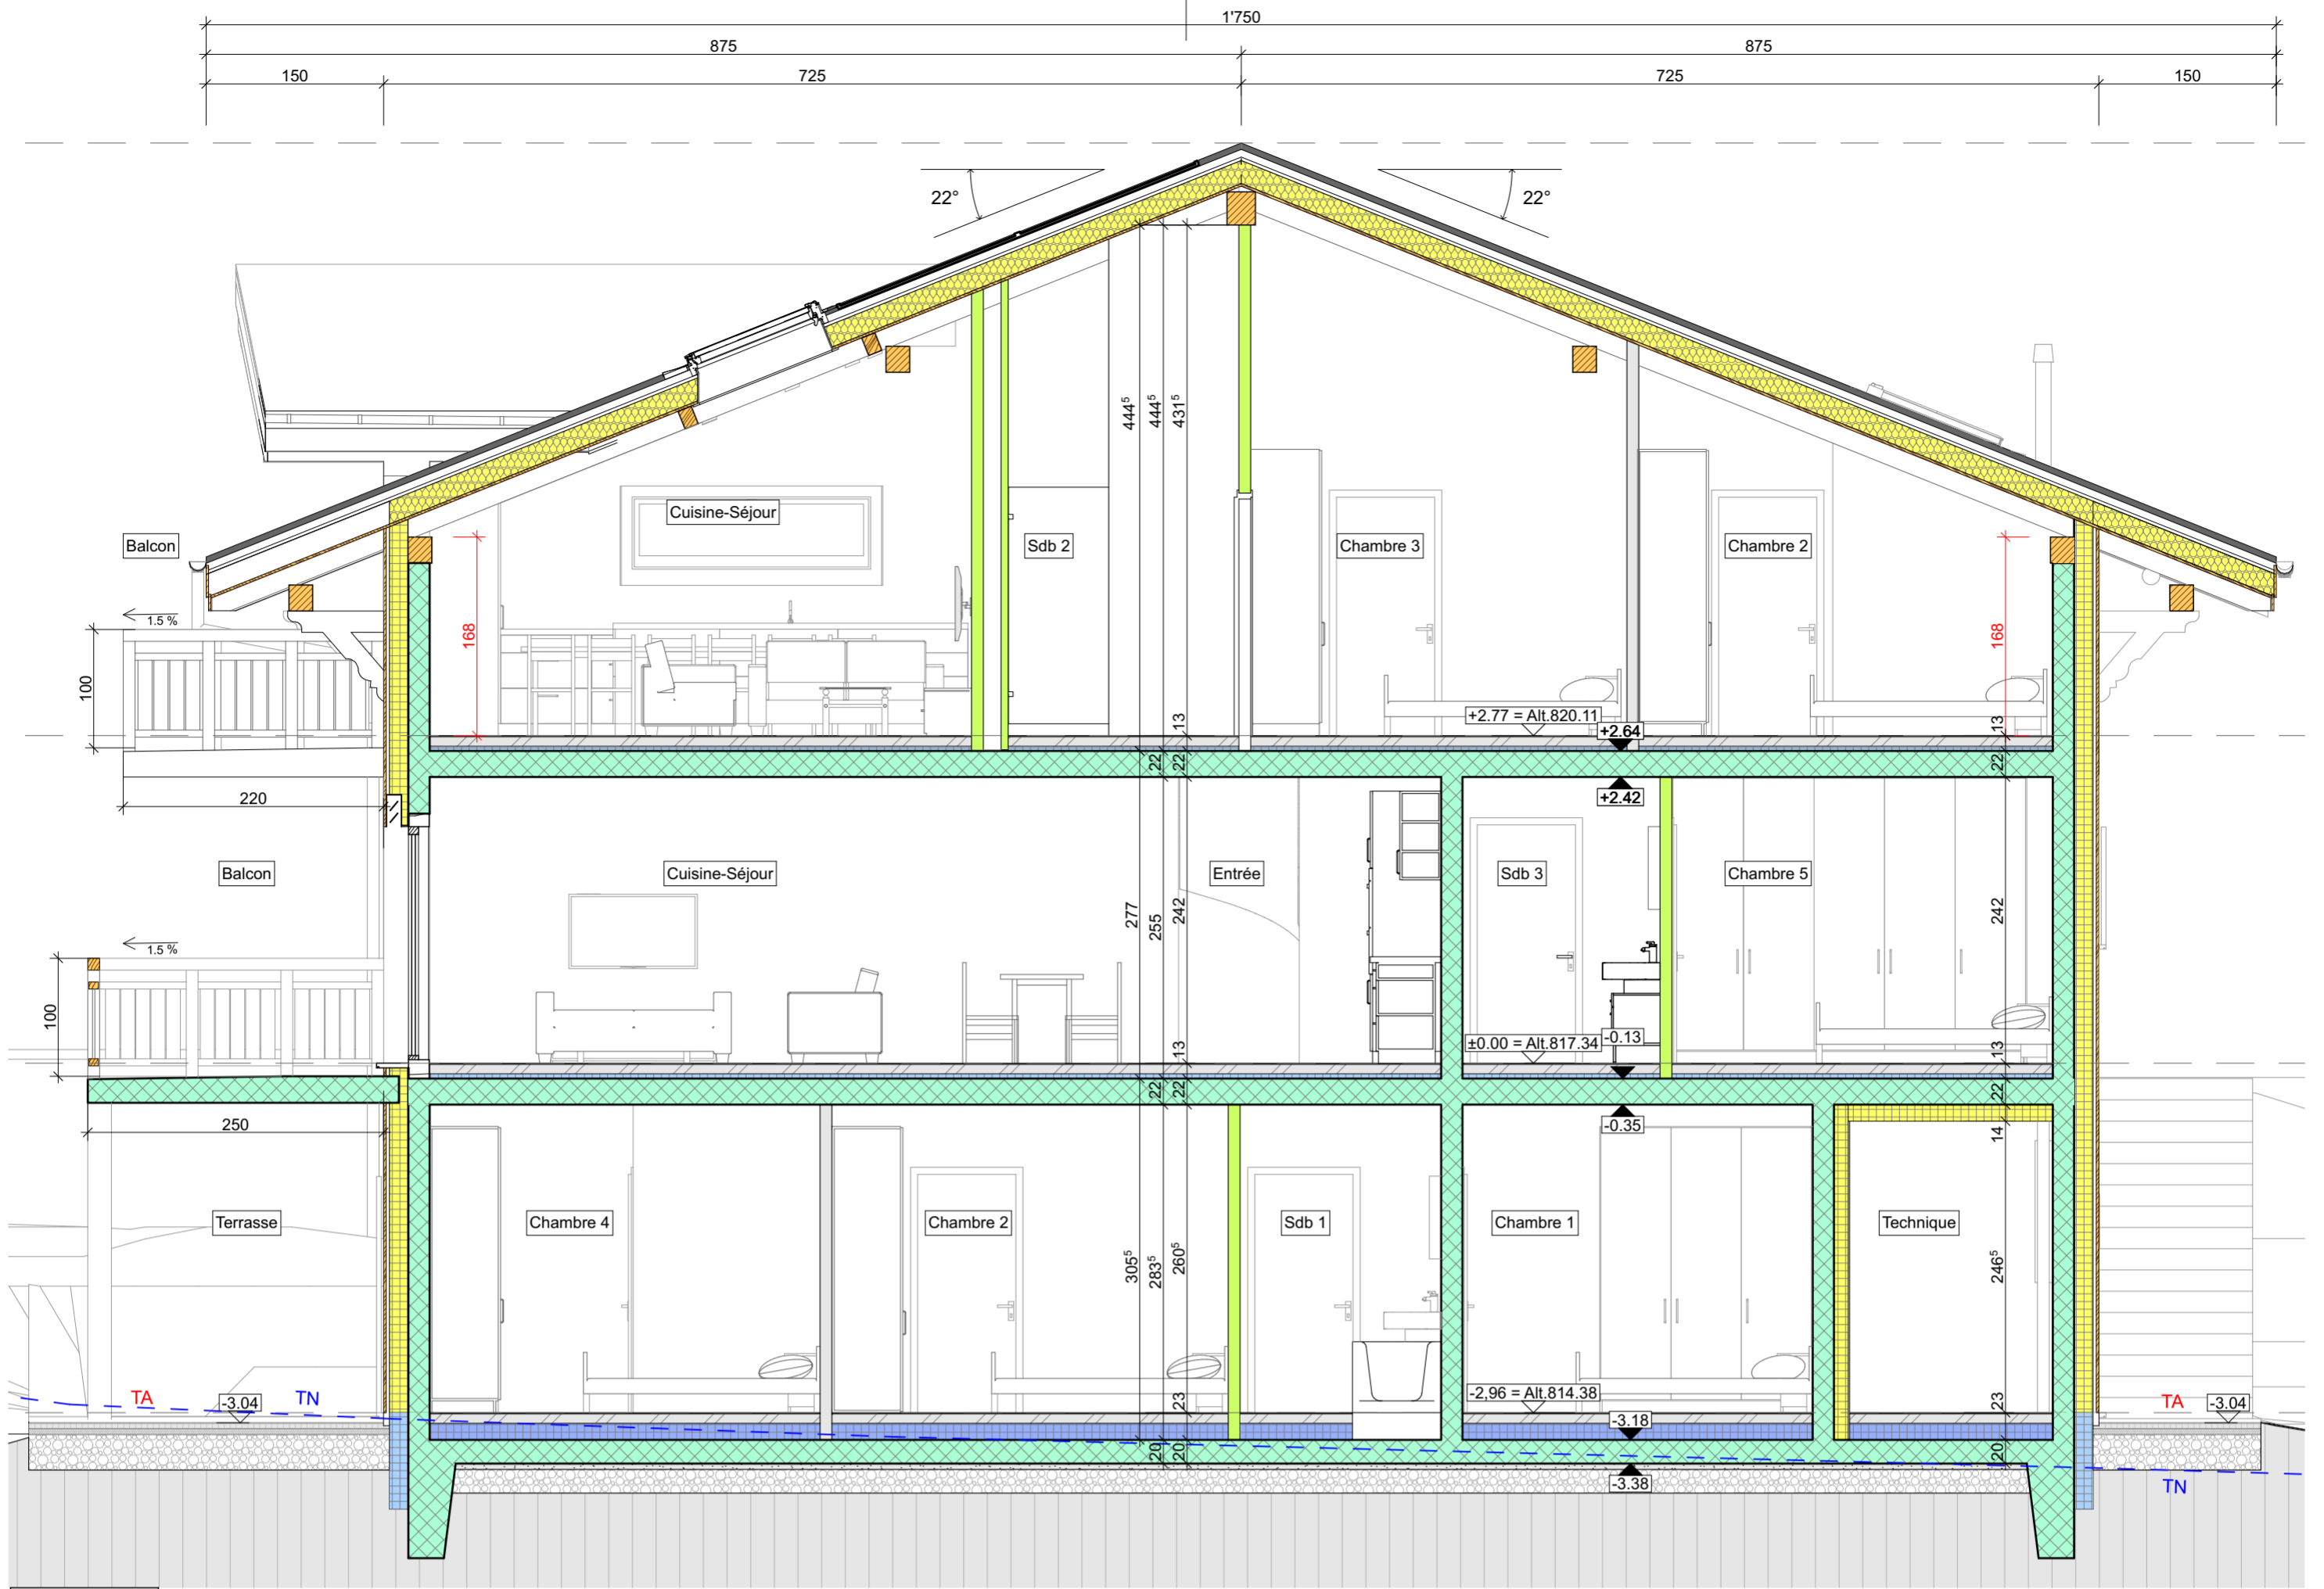 1'750
875
875
150
725
725
150
22°
22°
444⁵
444⁵
431⁵
Cuisine-Séjour
Balcon
Sdb 2
Chambre 3
Chambre 2
1.5 %
168
168
100
+2.77 = Alt.820.11
13
13
+2.64
22
22
22
220
+2.42
Balcon
Cuisine-Séjour
Entrée
Sdb 3
Chambre 5
277
255
242
242
1.5 %
100
±0.00 = Alt.817.34
-0.13
13
13
22
22
22
250
-0.35
14
Terrasse
Chambre 4
Chambre 2
Sdb 1
Chambre 1
Technique
305⁵
283⁵
260⁵
246⁵
TA
-3.04
TN
23
-2,96 = Alt.814.38
23
TA
-3.04
-3.18
20
20
20
-3.38
TN